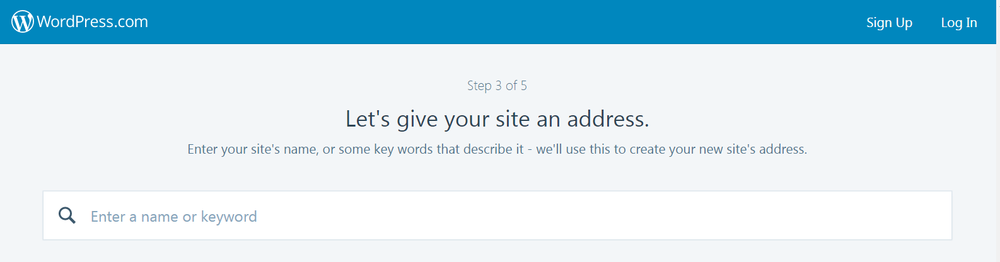 WordPress.com
Sign Up
Log In
Step 3 of 5
Let's give your site an address.
Enter your site's name, or some key words that describe it - we'll use this to create your new site's address.
Enter a name or keyword